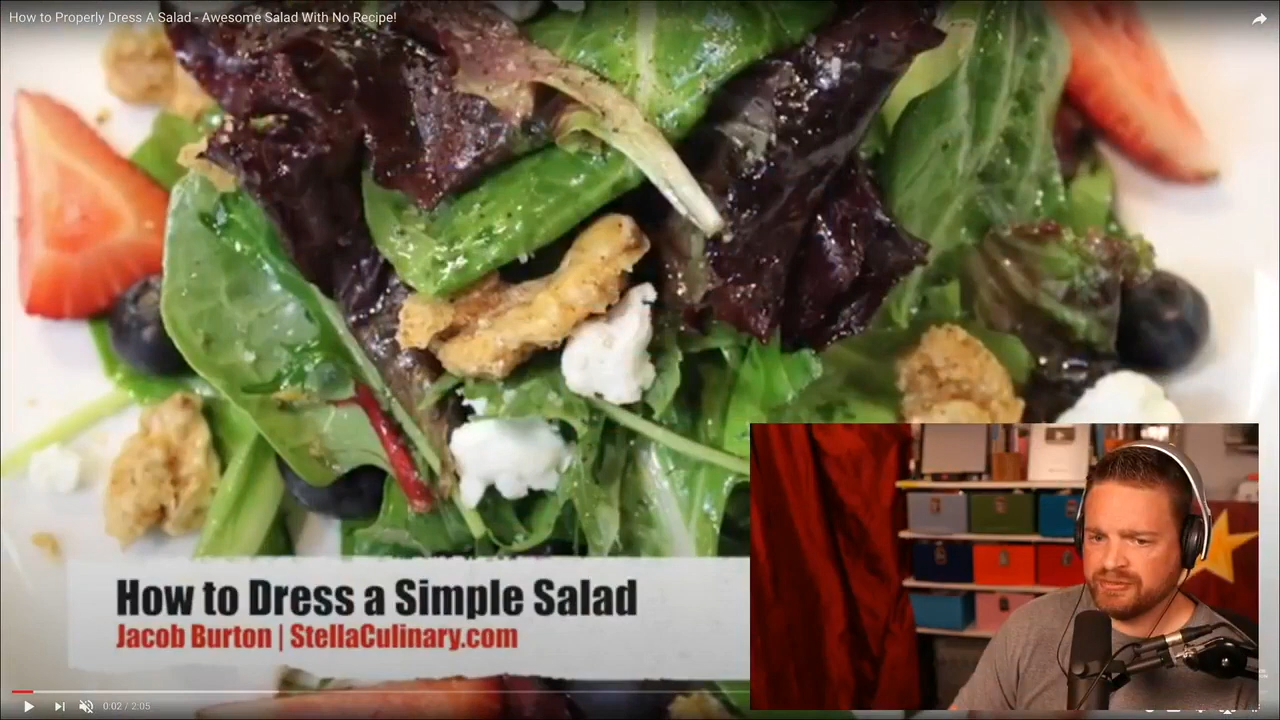 How to Properly Dress A Salad - Awesome Salad With No Recipe!
How to Dress a Simple Salad
Jacob Burton | StellaCulinary.com
0:02 / 2:05